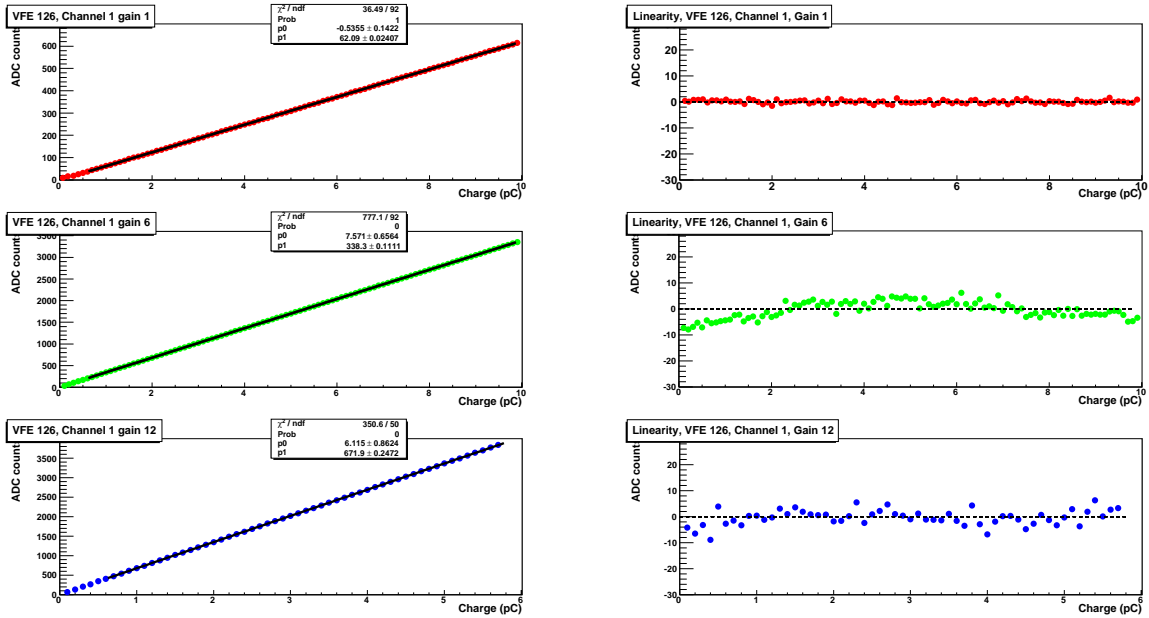 VFE 126, Channel 1 gain 1
χ² / ndf 36.49 / 92
Prob 1
p0 -0.5355 ± 0.1422
p1 62.09 ± 0.02407
ADC counts
600
500
400
300
200
100
0
0 2 4 6 8 10
Charge (pC)
Linearity, VFE 126, Channel 1, Gain 1
ADC counts
20
10
0
-10
-20
-30
0 2 4 6 8 10
Charge (pC)
VFE 126, Channel 1 gain 6
χ² / ndf 777.1 / 92
Prob 0
p0 7.571 ± 0.6564
p1 338.3 ± 0.1111
ADC counts
3500
3000
2500
2000
1500
1000
500
0
0 2 4 6 8 10
Charge (pC)
Linearity, VFE 126, Channel 1, Gain 6
ADC counts
20
10
0
-10
-20
-30
0 2 4 6 8 10
Charge (pC)
VFE 126, Channel 1 gain 12
χ² / ndf 350.6 / 50
Prob 0
p0 6.115 ± 0.8624
p1 671.9 ± 0.2472
ADC counts
3500
3000
2500
2000
1500
1000
500
0
0 1 2 3 4 5 6
Charge (pC)
Linearity, VFE 126, Channel 1, Gain 12
ADC counts
20
10
0
-10
-20
-30
0 1 2 3 4 5 6
Charge (pC)